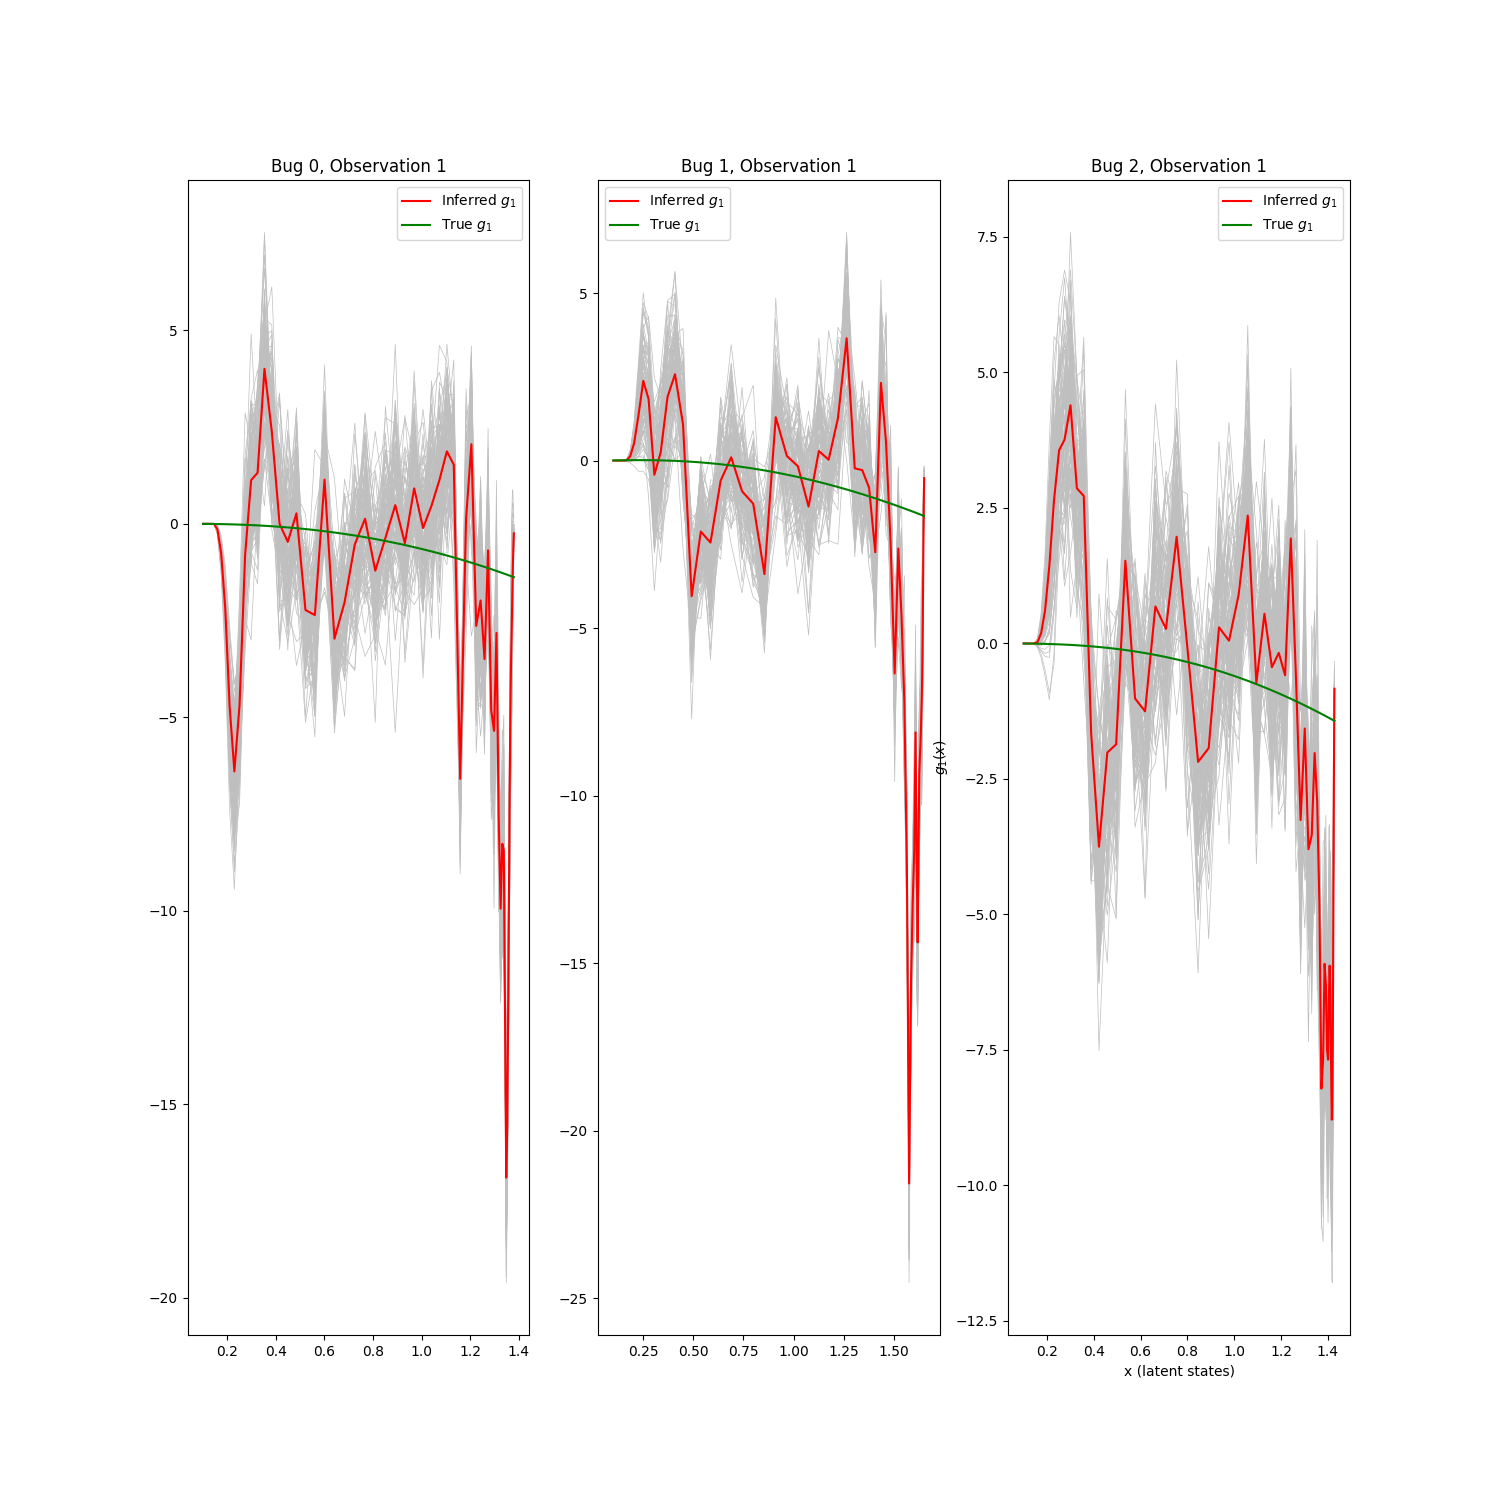 Bug 0, Observation 1
Inferred g₁
True g₁
5
0
−5
−10
−15
−20
0.2 0.4 0.6 0.8 1.0 1.2 1.4
Bug 1, Observation 1
Inferred g₁
True g₁
5
0
−5
−10
−15
−20
−25
0.25 0.50 0.75 1.00 1.25 1.50
Bug 2, Observation 1
Inferred g₁
True g₁
g₁(x)
7.5
5.0
2.5
0.0
−2.5
−5.0
−7.5
−10.0
−12.5
0.2 0.4 0.6 0.8 1.0 1.2 1.4
x (latent states)